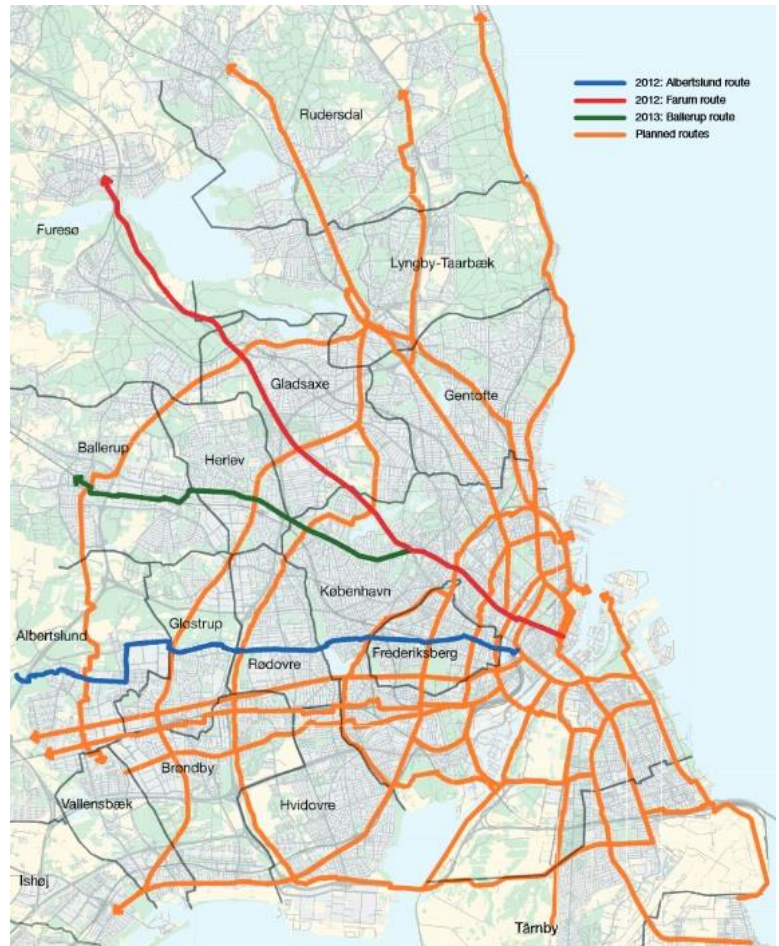 2012: Albertslund route
2012: Farum route
2013: Ballerup route
Planned routes
Rudersdal
Furesø
Lyngby-Taarbæk
Gladsaxe
Gentofte
Ballerup
Herlev
København
Glostrup
Albertslund
Frederiksberg
Rødovre
Brøndby
Vallensbæk
Hvidovre
Ishøj
Tårnby